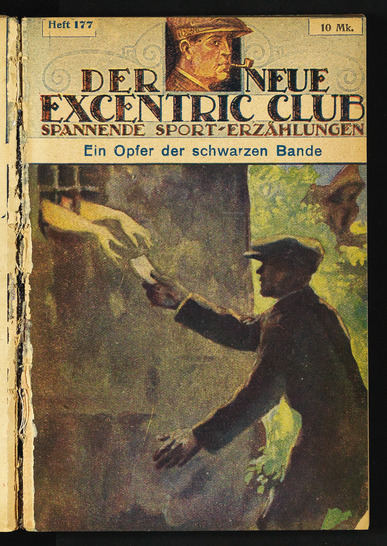 Heft 177
10 Mk.
DER NEUE
EXCENTRIC CLUB
SPANNENDE SPORT-ERZÄHLUNGEN
Ein Opfer der schwarzen Bande